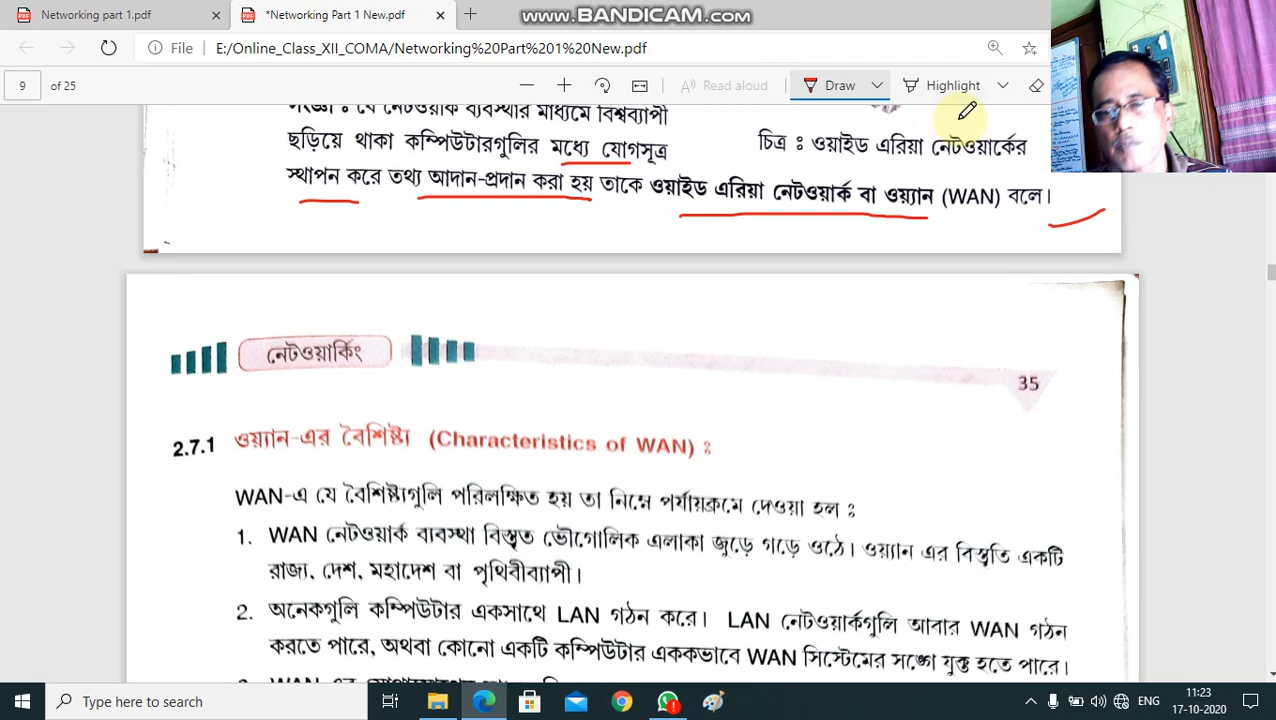 Networking part 1.pdf
*Networking Part 1 New.pdf
www.BANDICAM.com
File
E:/Online_Class_XII_COMA/Networking%20Part%201%20New.pdf
9 of 25
Read aloud
Draw
Highlight
সংজ্ঞা : যে নেটওয়ার্ক ব্যবস্থার মাধ্যমে বিশ্বব্যাপী
ছড়িয়ে থাকা কম্পিউটারগুলির মধ্যে যোগসূত্র
চিত্র : ওয়াইড এরিয়া নেটওয়ার্কের
স্থাপন করে তথ্য আদান-প্রদান করা হয় তাকে ওয়াইড এরিয়া নেটওয়ার্ক বা ওয়্যান (WAN) বলে।
নেটওয়ার্কিং
35
2.7.1 ওয়্যান-এর বৈশিষ্ট্য (Characteristics of WAN) :
WAN-এ যে বৈশিষ্ট্যগুলি পরিলক্ষিত হয় তা নিম্নে পর্যায়ক্রমে দেওয়া হল :
1. WAN নেটওয়ার্ক ব্যবস্থা বিস্তৃত ভৌগোলিক এলাকা জুড়ে গড়ে ওঠে। ওয়্যান এর বিস্তৃতি একটি
রাজ্য, দেশ, মহাদেশ বা পৃথিবীব্যাপী।
2. অনেকগুলি কম্পিউটার একসাথে LAN গঠন করে। LAN নেটওয়ার্কগুলি আবার WAN গঠন
করতে পারে, অথবা কোনো একটি কম্পিউটার এককভাবে WAN সিস্টেমের সঙ্গে যুক্ত হতে পারে।
Type here to search
ENG
11:23
17-10-2020